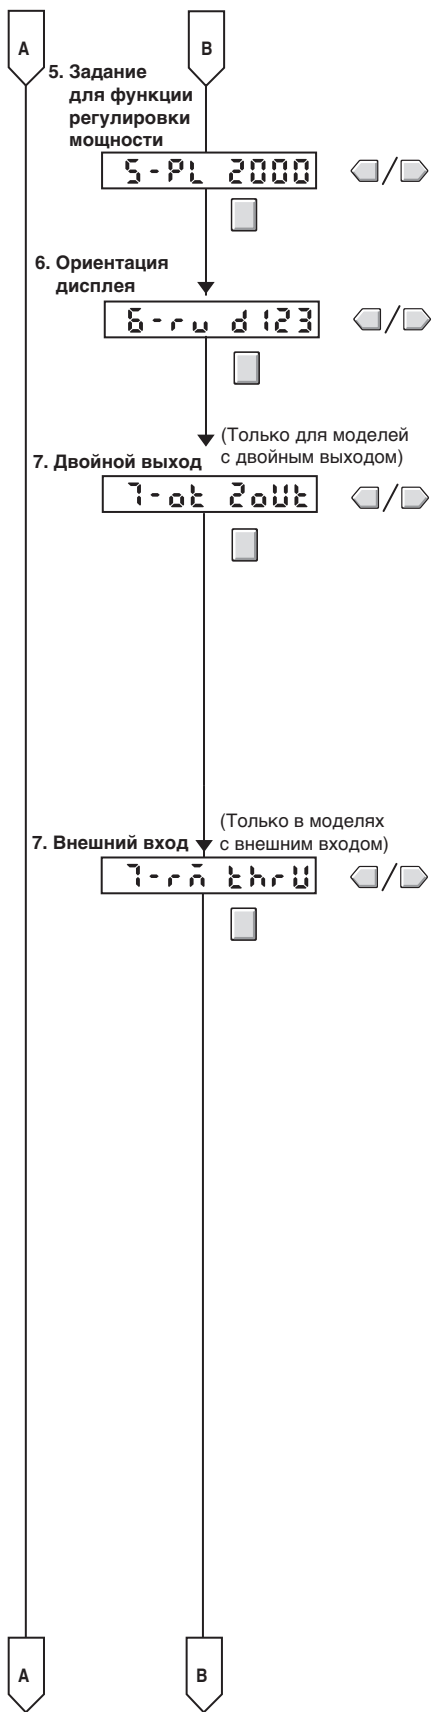 A
B
5. Задание
для функции
регулировки
мощности
5-PL 2000
/
6. Ориентация
дисплея
6-ru d123
/
(Только для моделей
7. Двойной выход с двойным выходом)
7-ot 2oUt
/
(Только в моделях
7. Внешний вход с внешним входом)
7-rm thrU
/
A
B